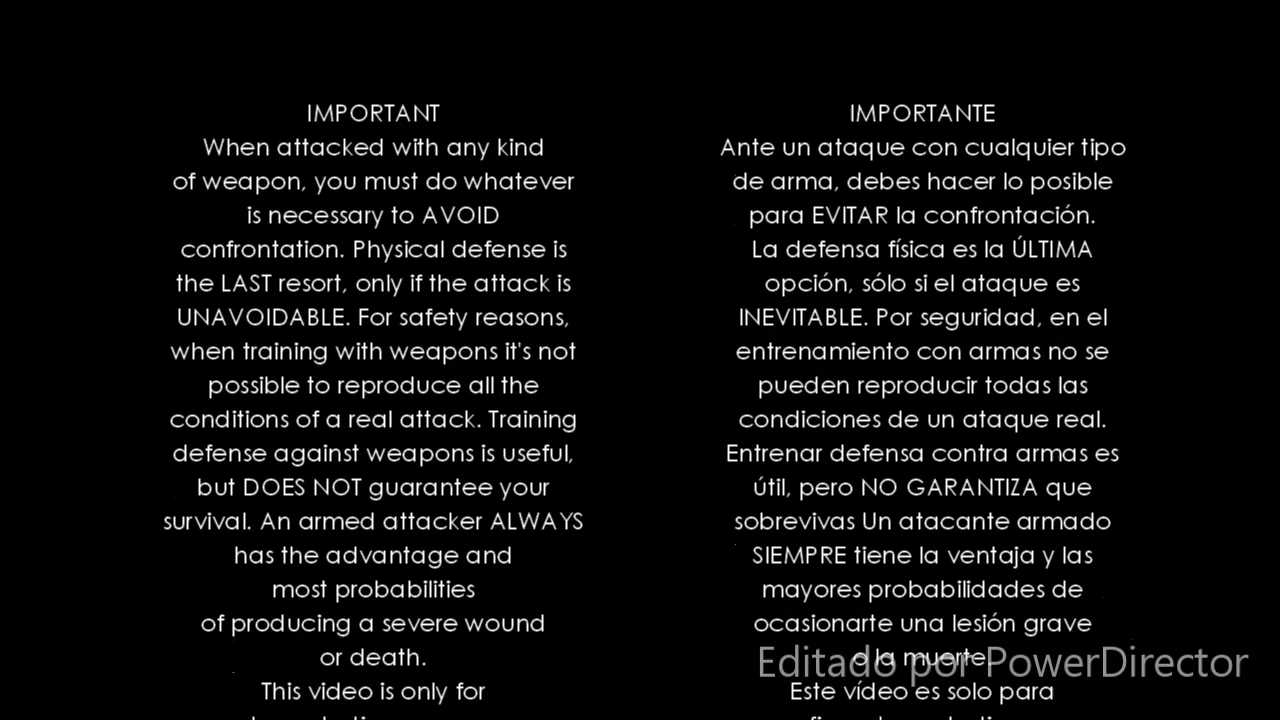 IMPORTANT
When attacked with any kind
of weapon, you must do whatever
is necessary to AVOID
confrontation. Physical defense is
the LAST resort, only if the attack is
UNAVOIDABLE. For safety reasons,
when training with weapons it's not
possible to reproduce all the
conditions of a real attack. Training
defense against weapons is useful,
but DOES NOT guarantee your
survival. An armed attacker ALWAYS
has the advantage and
most probabilities
of producing a severe wound
or death.
This video is only for
IMPORTANTE
Ante un ataque con cualquier tipo
de arma, debes hacer lo posible
para EVITAR la confrontación.
La defensa física es la ÚLTIMA
opción, sólo si el ataque es
INEVITABLE. Por seguridad, en el
entrenamiento con armas no se
pueden reproducir todas las
condiciones de un ataque real.
Entrenar defensa contra armas es
útil, pero NO GARANTIZA que
sobrevivas Un atacante armado
SIEMPRE tiene la ventaja y las
mayores probabilidades de
ocasionarte una lesión grave
o la muerte.
Este vídeo es solo para
Editado por PowerDirector